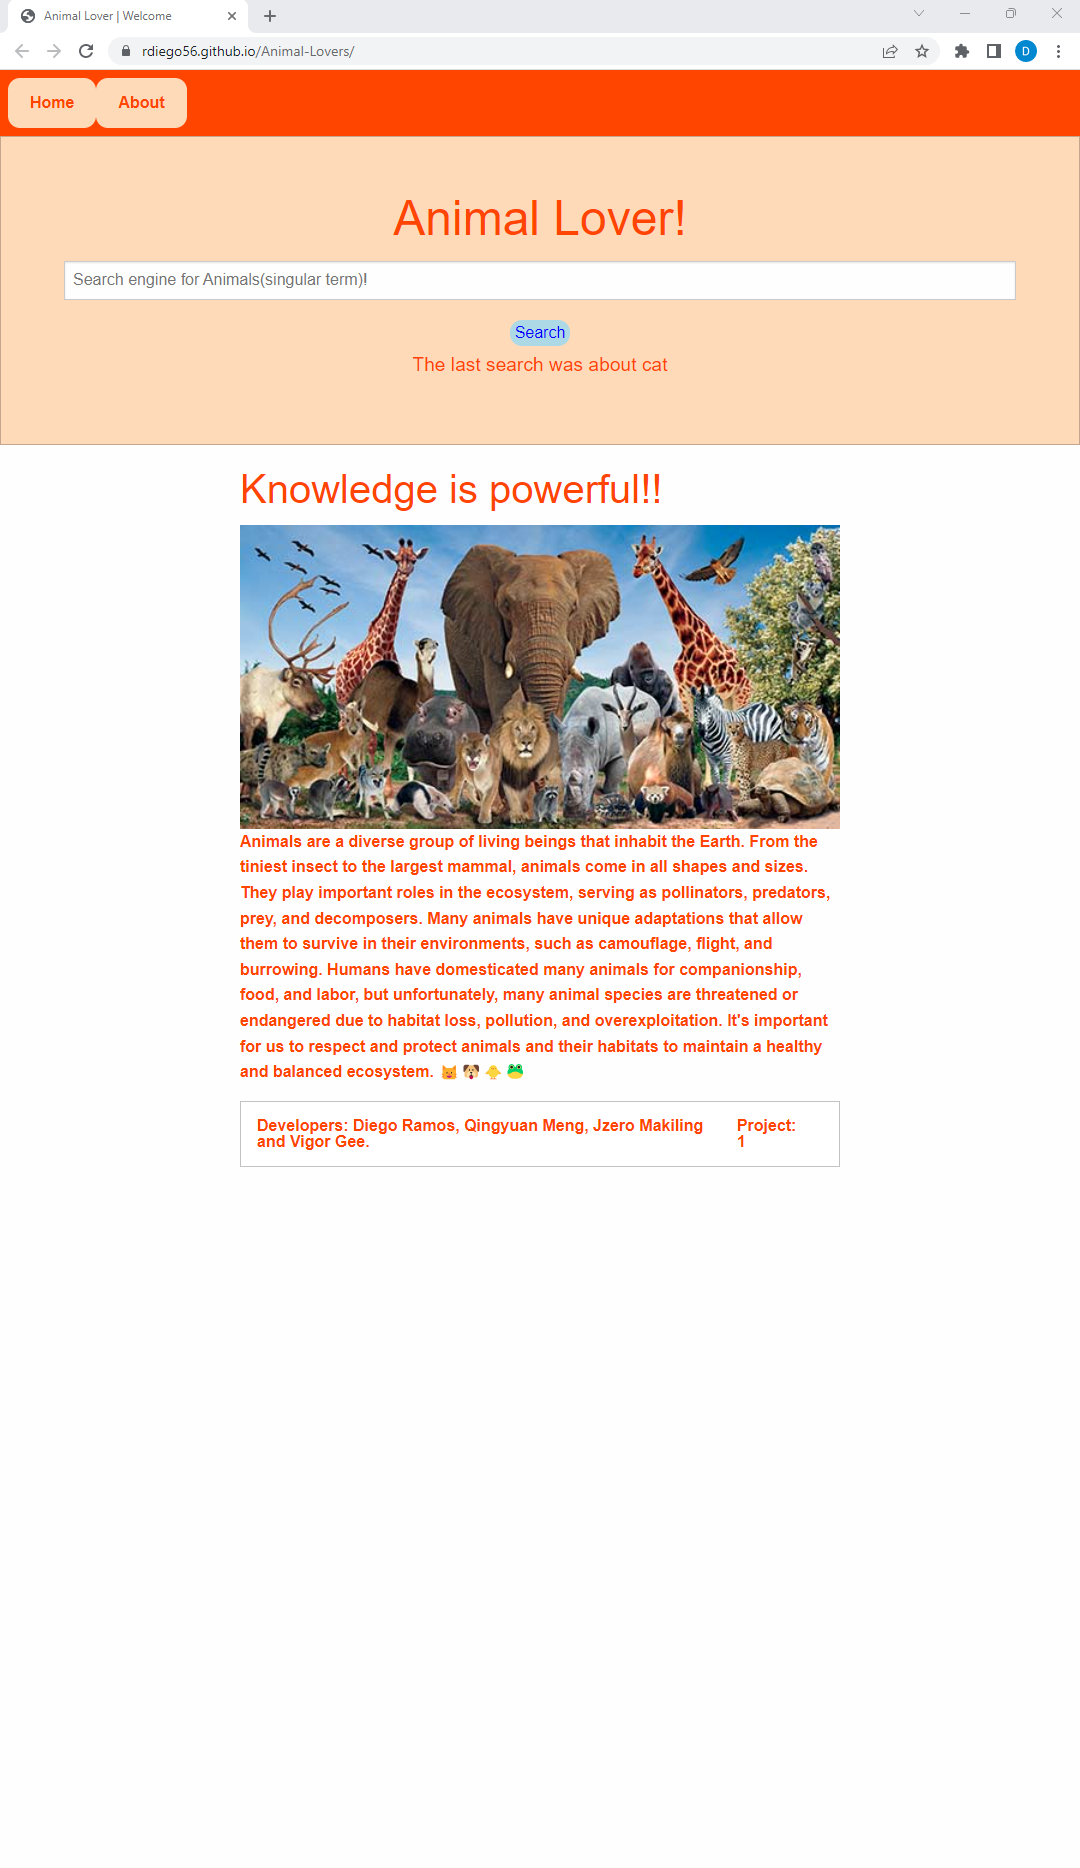 Animal Lover | Welcome
rdiego56.github.io/Animal-Lovers/
D
Home About
Animal Lover!
Search engine for Animals(singular term)!
Search
The last search was about cat
Knowledge is powerful!!
Animals are a diverse group of living beings that inhabit the Earth. From the
tiniest insect to the largest mammal, animals come in all shapes and sizes.
They play important roles in the ecosystem, serving as pollinators, predators,
prey, and decomposers. Many animals have unique adaptations that allow
them to survive in their environments, such as camouflage, flight, and
burrowing. Humans have domesticated many animals for companionship,
food, and labor, but unfortunately, many animal species are threatened or
endangered due to habitat loss, pollution, and overexploitation. It's important
for us to respect and protect animals and their habitats to maintain a healthy
and balanced ecosystem. 😺 🐶 🐥 🐸
Developers: Diego Ramos, Qingyuan Meng, Jzero Makiling
and Vigor Gee.
Project:
1